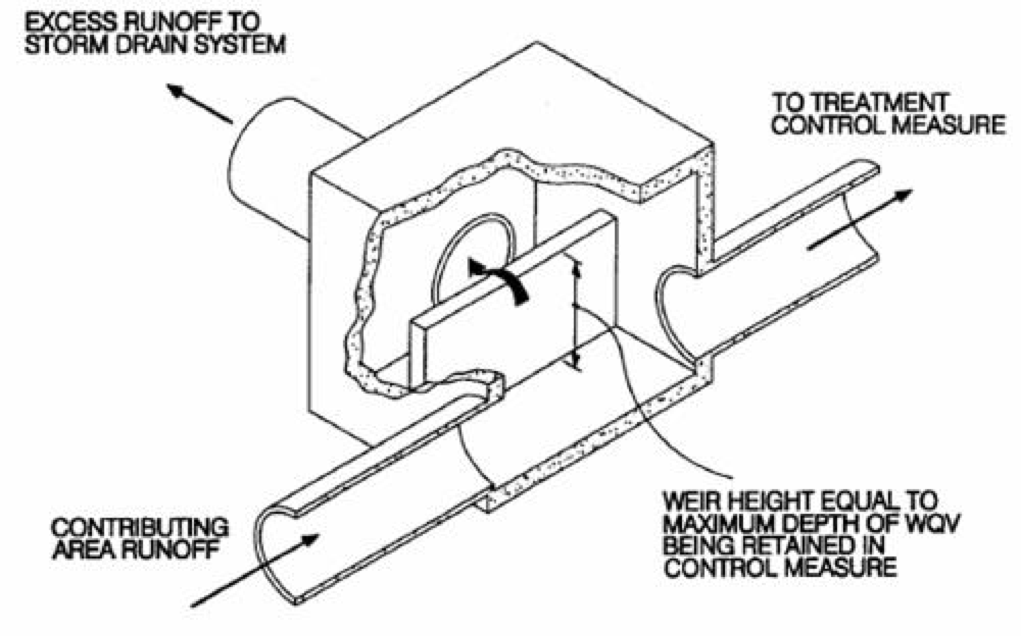 EXCESS RUNOFF TO
STORM DRAIN SYSTEM
TO TREATMENT
CONTROL MEASURE
CONTRIBUTING
AREA RUNOFF
WEIR HEIGHT EQUAL TO
MAXIMUM DEPTH OF WQV
BEING RETAINED IN
CONTROL MEASURE